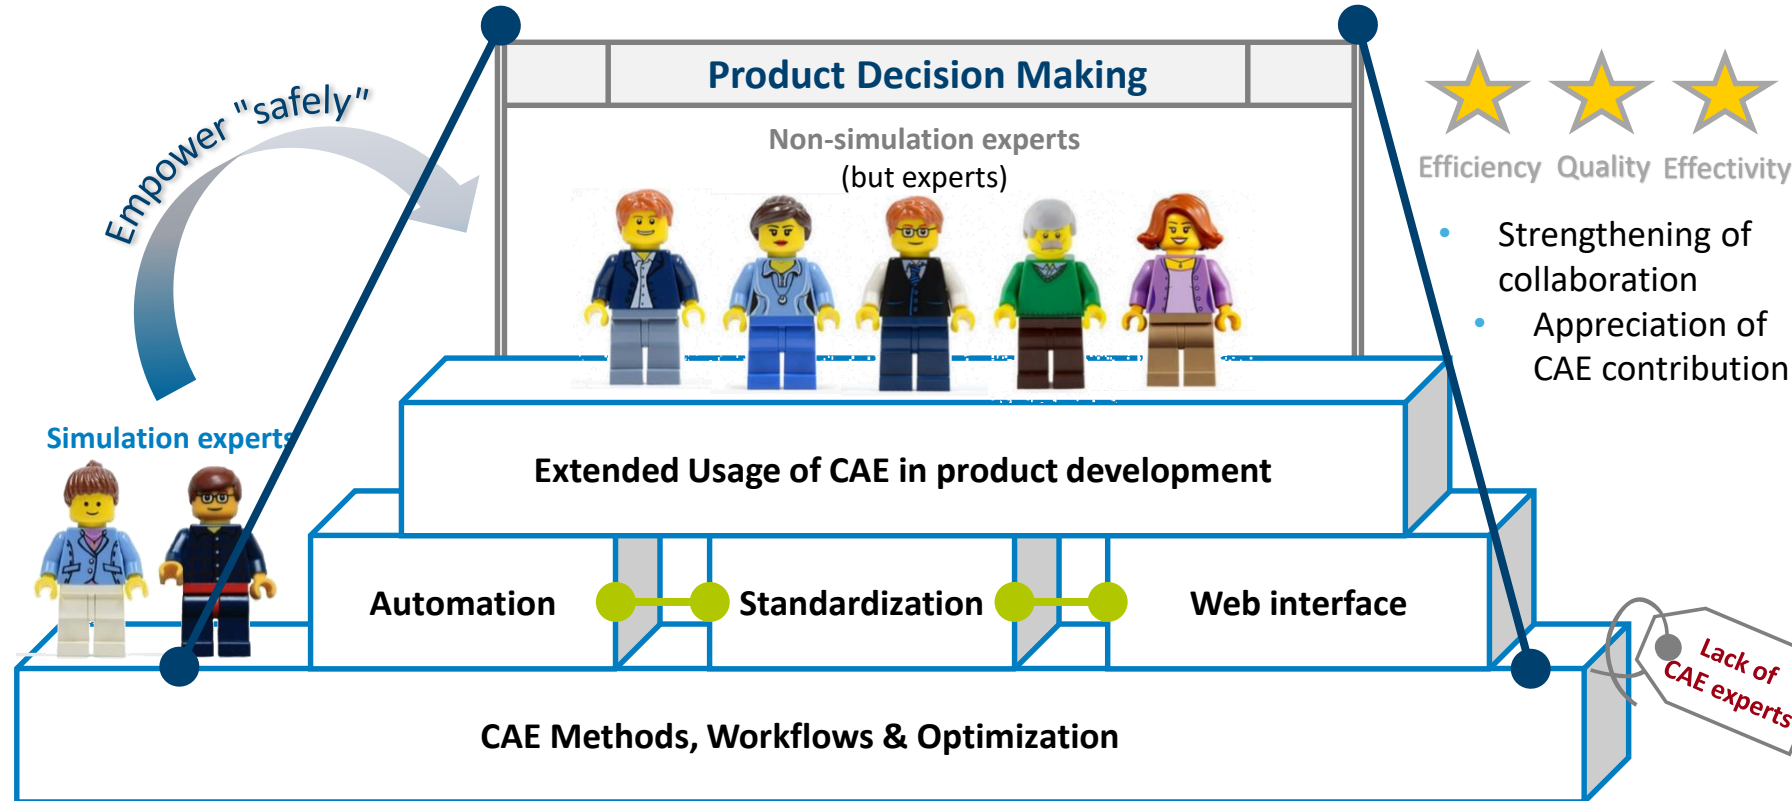 Product Decision Making
Empower "safely"
Non-simulation experts
(but experts)
Efficiency Quality Effectivity
• Strengthening of
collaboration
• Appreciation of
CAE contribution
Simulation experts
Extended Usage of CAE in product development
Automation
Standardization
Web interface
Lack of
CAE experts
CAE Methods, Workflows & Optimization